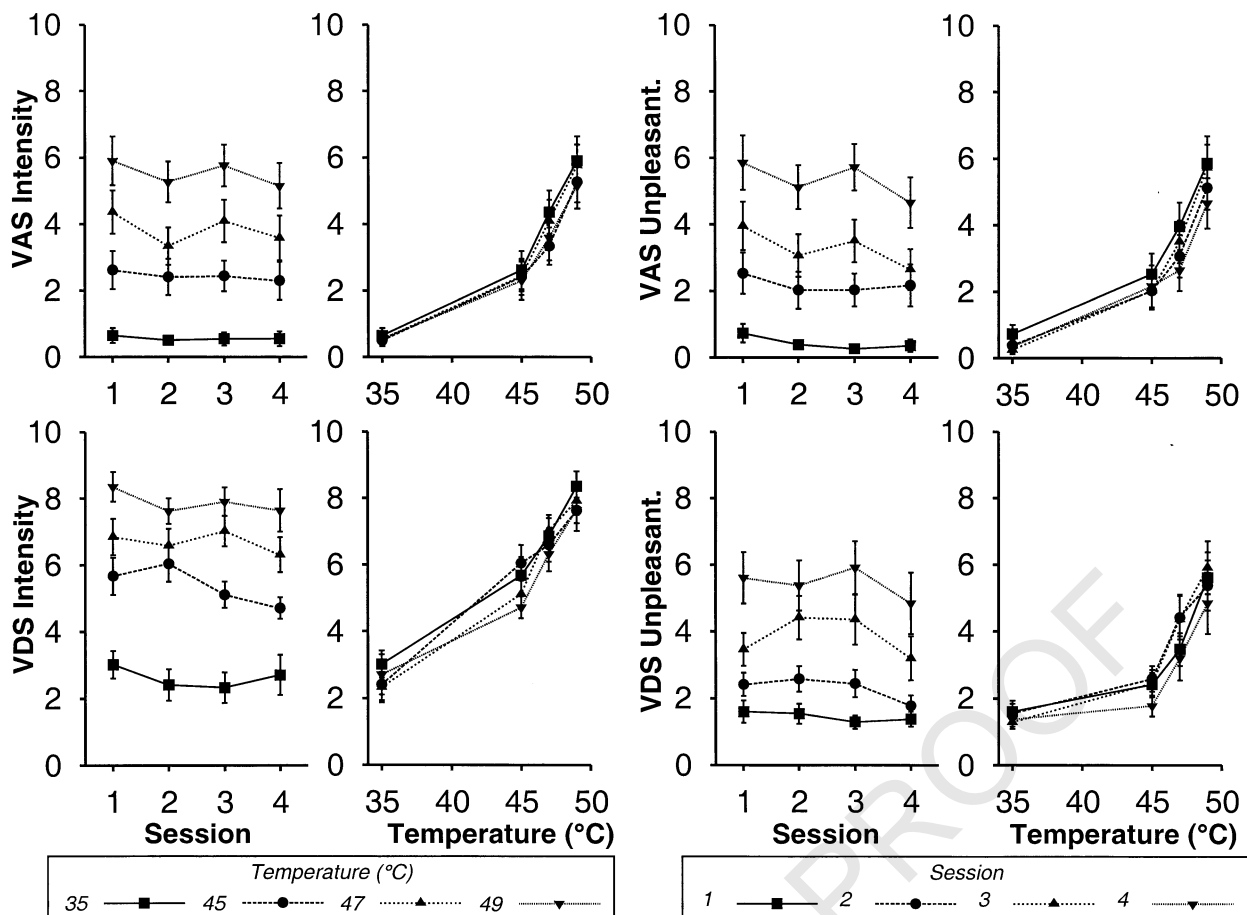 10 10 10 10
8 8 8 8
6 6 6 6
4 4 4 4
2 2 2 2
0 0 0 0
VAS Intensity
VAS Unpleasant.
1 2 3 4 35 40 45 50 1 2 3 4 35 40 45 50
10 10 10 10
8 8 8 8
6 6 6 6
4 4 4 4
2 2 2 2
0 0 0 0
VDS Intensity
VDS Unpleasant.
1 2 3 4 35 40 45 50 1 2 3 4 35 40 45 50
Session Temperature (°C) Session Temperature (°C)
Temperature (°C)
35 45 47 49
Session
1 2 3 4
PROOF